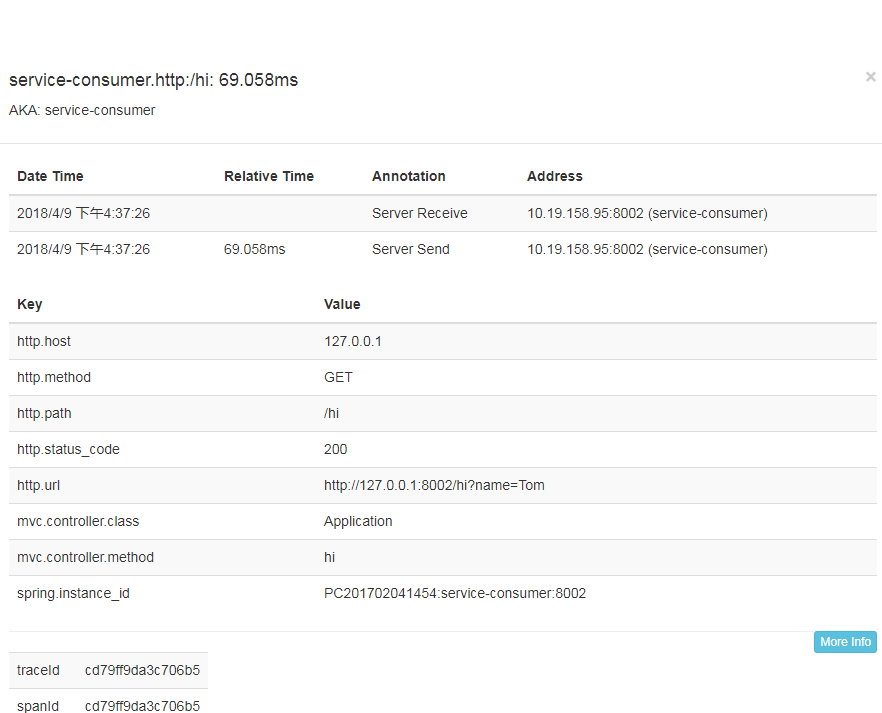 service-consumer.http:/hi: 69.058ms ×
AKA: service-consumer
Date Time Relative Time Annotation Address
2018/4/9 下午4:37:26 Server Receive 10.19.158.95:8002 (service-consumer)
2018/4/9 下午4:37:26 69.058ms Server Send 10.19.158.95:8002 (service-consumer)
Key Value
http.host 127.0.0.1
http.method GET
http.path /hi
http.status_code 200
http.url http://127.0.0.1:8002/hi?name=Tom
mvc.controller.class Application
mvc.controller.method hi
spring.instance_id PC201702041454:service-consumer:8002
More Info
traceId cd79ff9da3c706b5
spanId cd79ff9da3c706b5